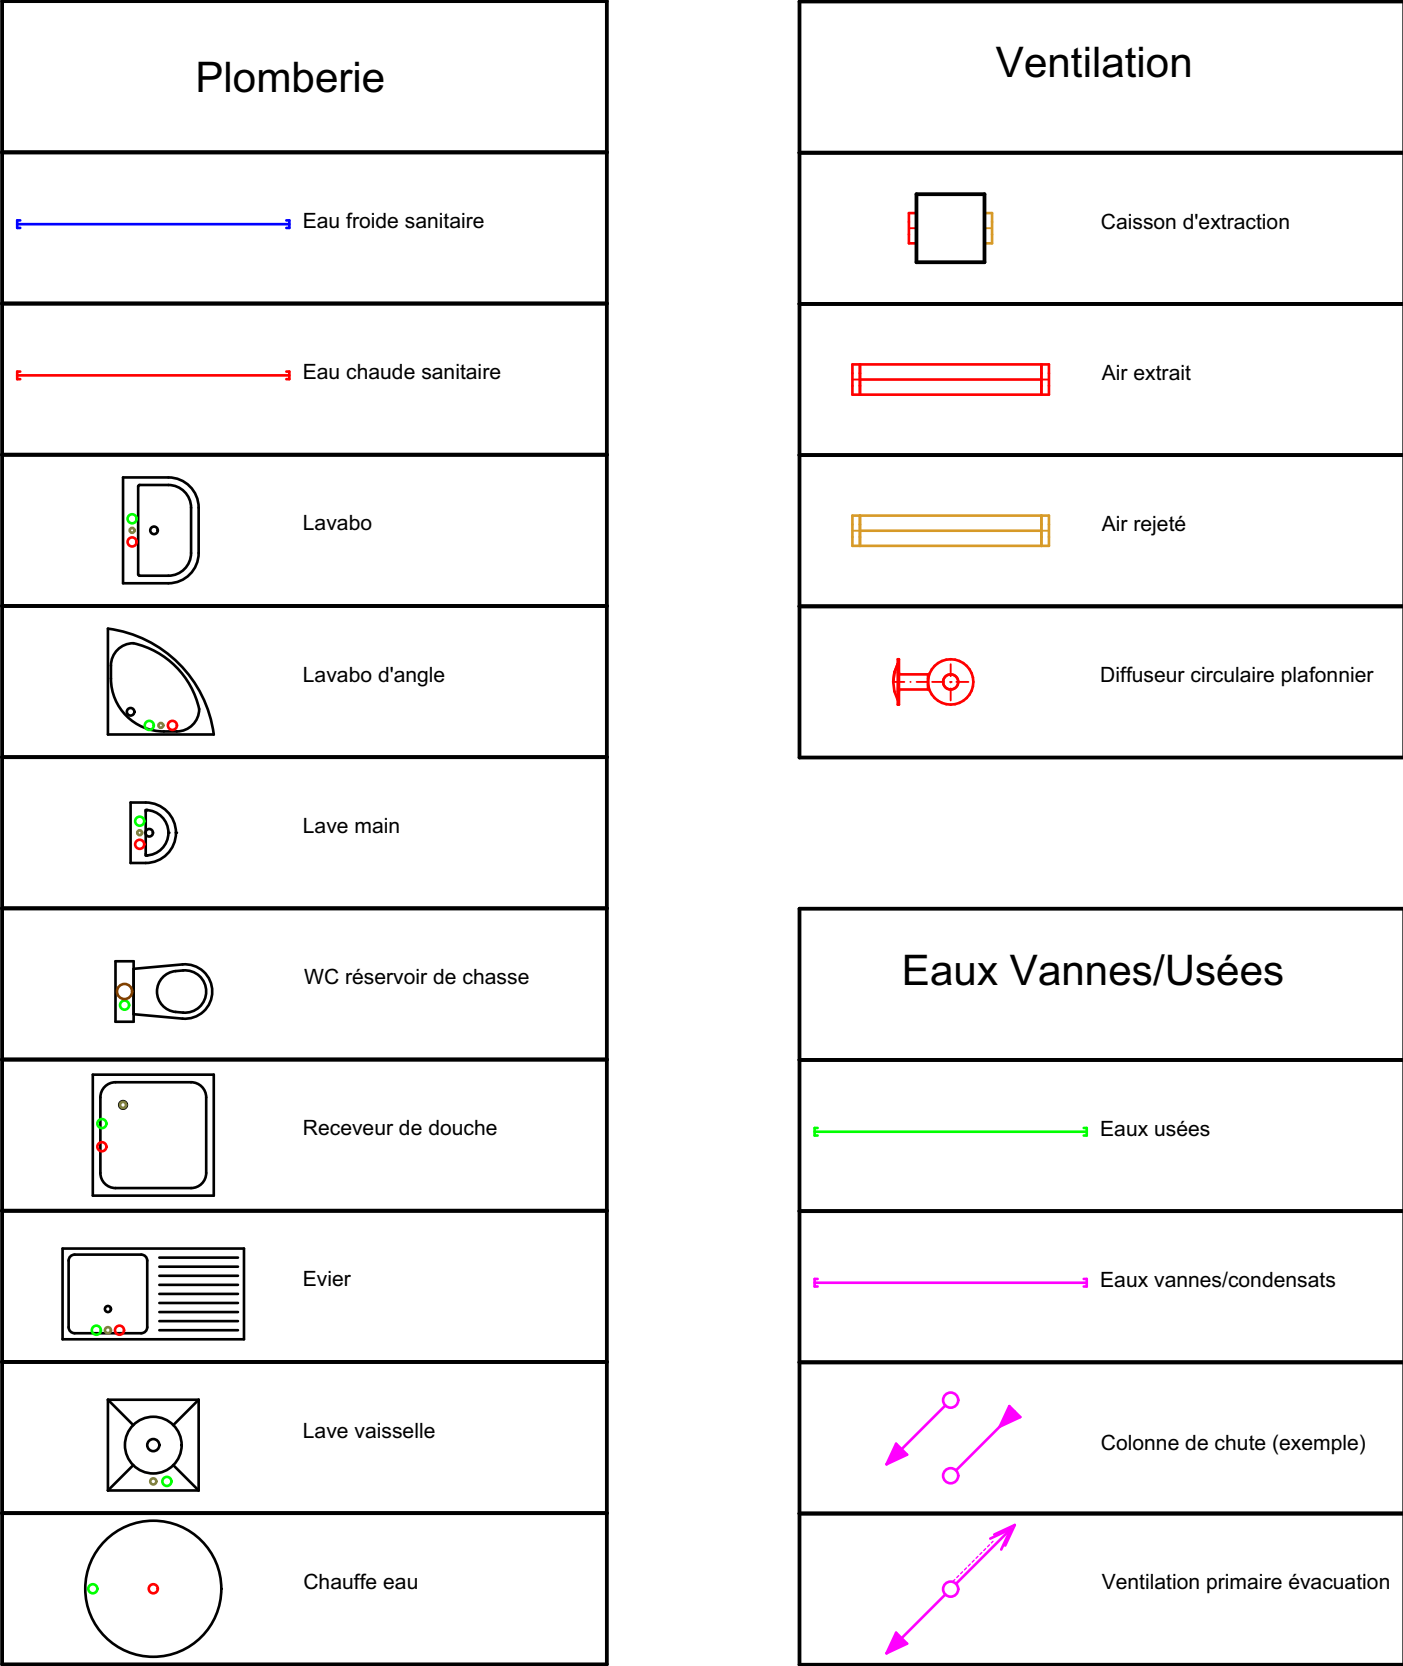 Plomberie
Eau froide sanitaire
Eau chaude sanitaire
Lavabo
Lavabo d'angle
Lave main
WC réservoir de chasse
Receveur de douche
Evier
Lave vaisselle
Chauffe eau
Ventilation
Caisson d'extraction
Air extrait
Air rejeté
Diffuseur circulaire plafonnier
Eaux Vannes/Usées
Eaux usées
Eaux vannes/condensats
Colonne de chute (exemple)
Ventilation primaire évacuation